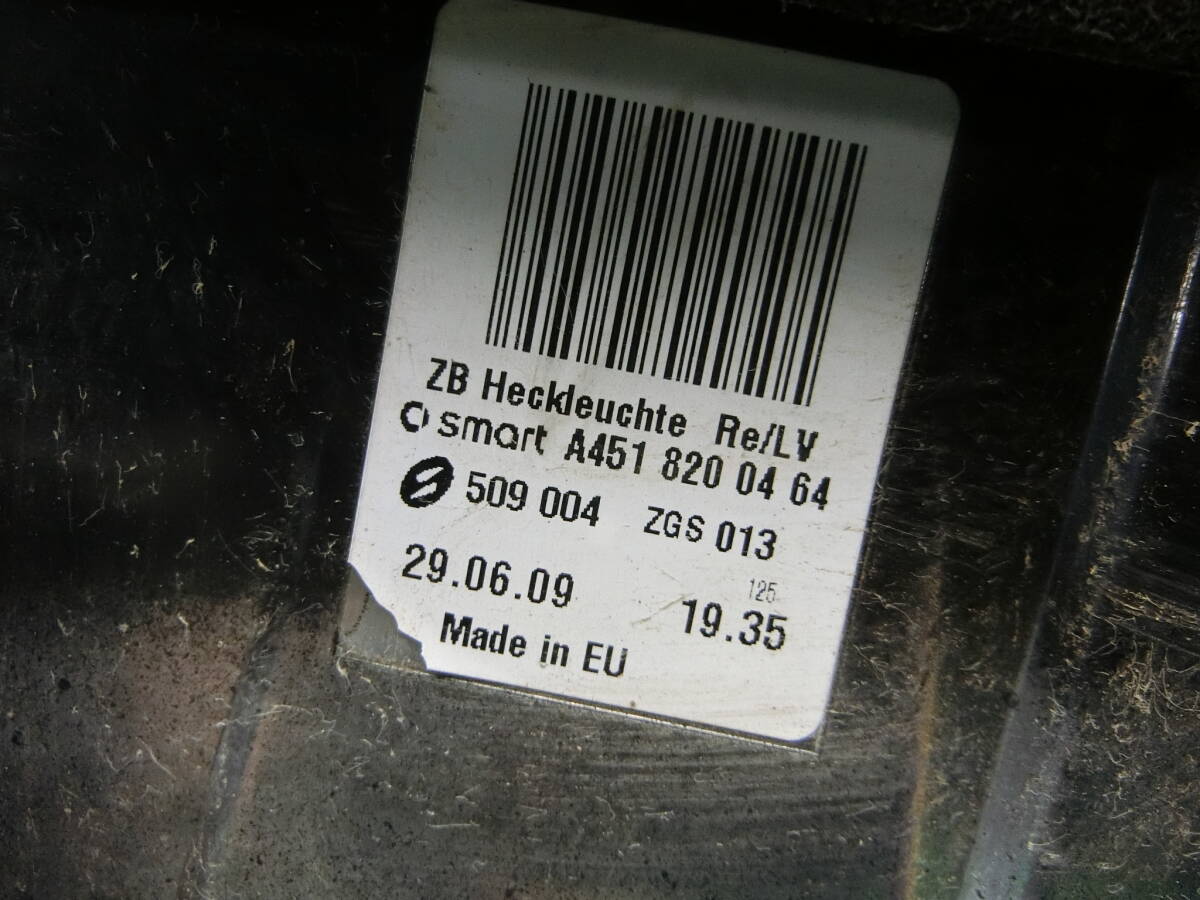 ZB Heckleuchte Re/LV
smart A451 820 04 64
509 004 ZGS 013
125
29.06.09 19.35
Made in EU